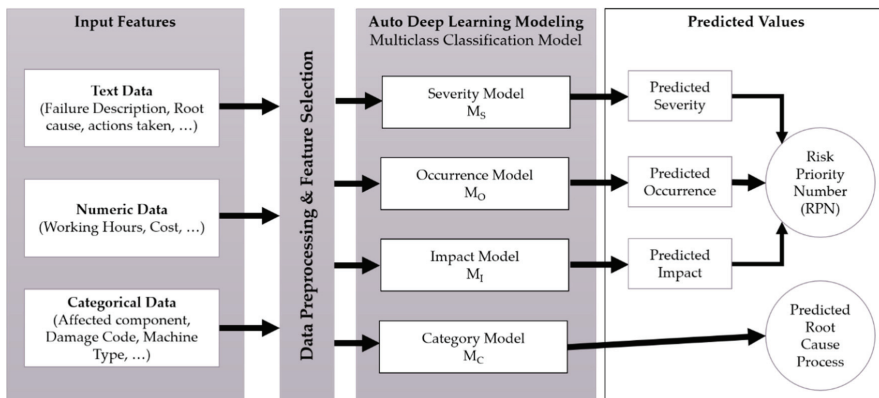 Input Features
Text Data
(Failure Description, Root
cause, actions taken, …)
Numeric Data
(Working Hours, Cost, …)
Categorical Data
(Affected component,
Damage Code, Machine
Type, …)
Data Preprocessing & Feature Selection
Auto Deep Learning Modeling
Multiclass Classification Model
Severity Model
MS
Occurrence Model
MO
Impact Model
MI
Category Model
MC
Predicted Values
Predicted
Severity
Predicted
Occurrence
Predicted
Impact
Risk
Priority
Number
(RPN)
Predicted
Root
Cause
Process